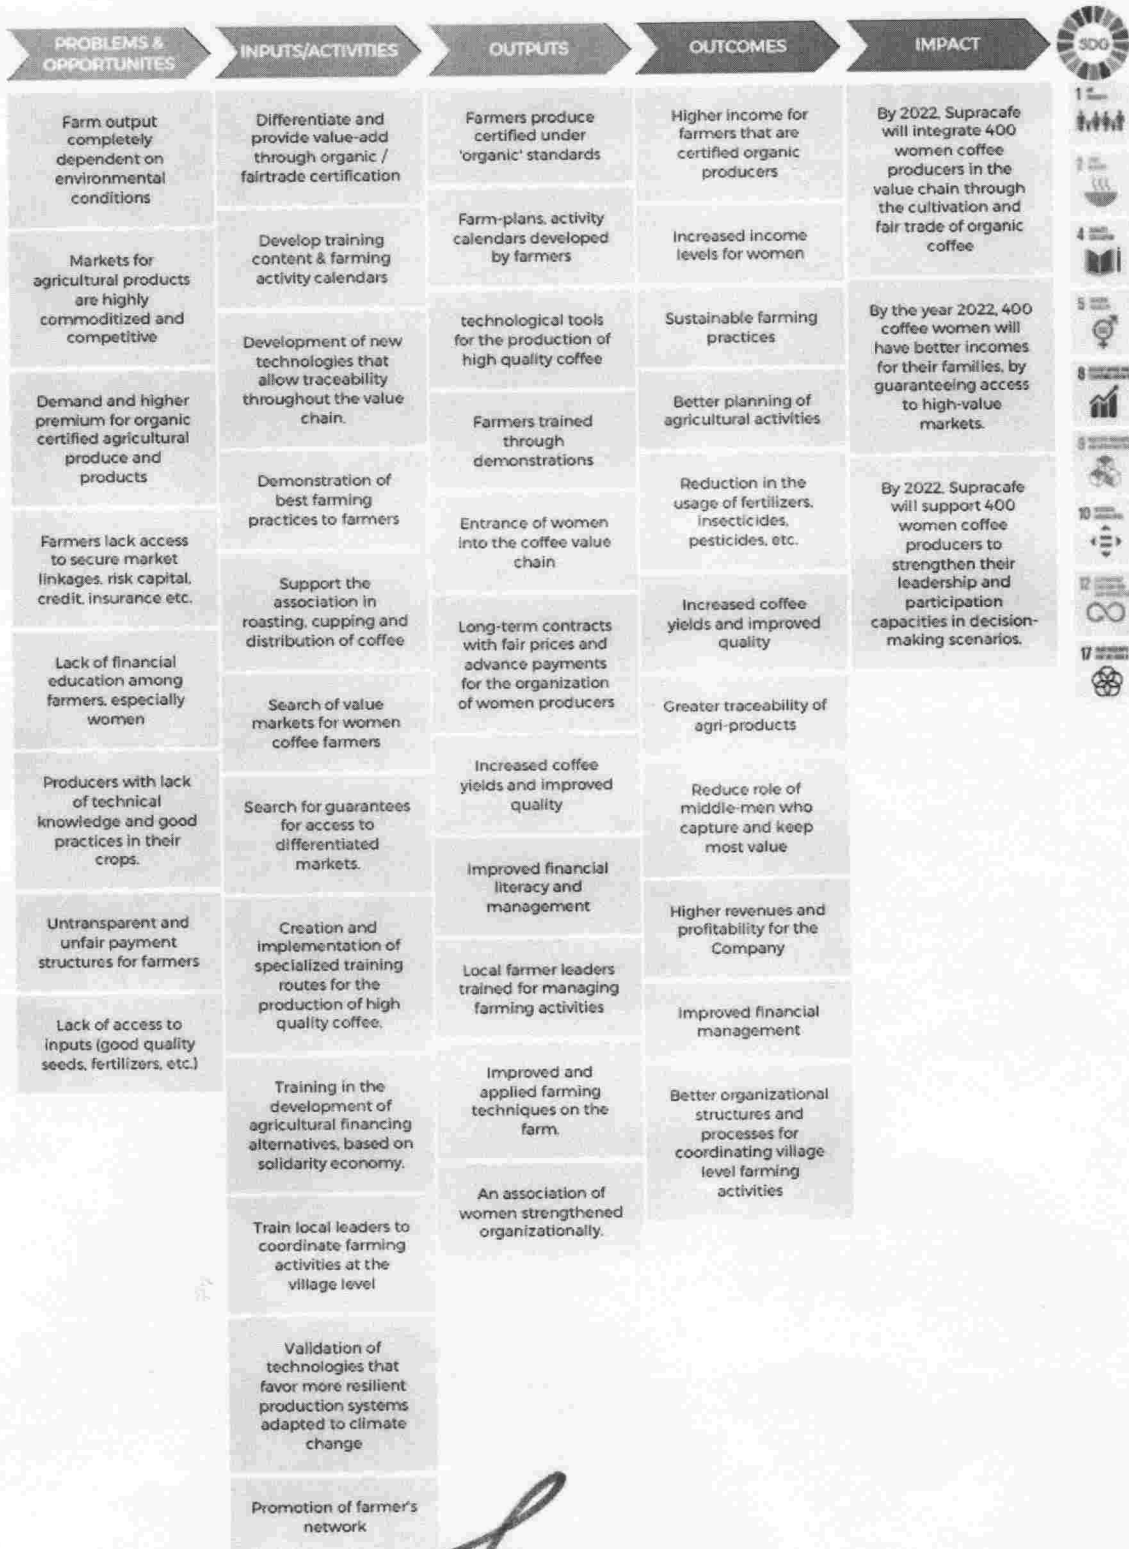 PROBLEMS &
OPPORTUNITES
INPUTS/ACTIVITIES
OUTPUTS
OUTCOMES
IMPACT
SDG
Farm output
completely
dependent on
environmental
conditions
Markets for
agricultural products
are highly
commoditized and
competitive
Demand and higher
premium for organic
certified agricultural
produce and
products
Farmers lack access
to secure market
linkages, risk capital,
credit, insurance etc.
Lack of financial
education among
farmers, especially
women
Producers with lack
of technical
knowledge and good
practices in their
crops.
Untransparent and
unfair payment
structures for farmers
Lack of access to
inputs (good quality
seeds, fertilizers, etc.)
Differentiate and
provide value-add
through organic /
fairtrade certification
Develop training
content & farming
activity calendars
Development of new
technologies that
allow traceability
throughout the value
chain.
Demonstration of
best farming
practices to farmers
Support the
association in
roasting, cupping and
distribution of coffee
Search of value
markets for women
coffee farmers
Search for guarantees
for access to
differentiated
markets.
Creation and
implementation of
specialized training
routes for the
production of high
quality coffee.
Training in the
development of
agricultural financing
alternatives, based on
solidarity economy.
Train local leaders to
coordinate farming
activities at the
village level
Validation of
technologies that
favor more resilient
production systems
adapted to climate
change
Promotion of farmer's
network
Farmers produce
certified under
'organic' standards
Farm-plans, activity
calendars developed
by farmers
technological tools
for the production of
high quality coffee
Farmers trained
through
demonstrations
Entrance of women
into the coffee value
chain
Long-term contracts
with fair prices and
advance payments
for the organization
of women producers
Increased coffee
yields and improved
quality
Improved financial
literacy and
management
Local farmer leaders
trained for managing
farming activities
Improved and
applied farming
techniques on the
farm.
An association of
women strengthened
organizationally.
Higher income for
farmers that are
certified organic
producers
Increased income
levels for women
Sustainable farming
practices
Better planning of
agricultural activities
Reduction in the
usage of fertilizers,
insecticides,
pesticides, etc.
Increased coffee
yields and improved
quality
Greater traceability of
agri-products
Reduce role of
middle-men who
capture and keep
most value
Higher revenues and
profitability for the
Company
Improved financial
management
Better organizational
structures and
processes for
coordinating village
level farming
activities
By 2022, Supracafe
will integrate 400
women coffee
producers in the
value chain through
the cultivation and
fair trade of organic
coffee
By the year 2022, 400
coffee women will
have better incomes
for their families, by
guaranteeing access
to high-value
markets.
By 2022, Supracafe
will support 400
women coffee
producers to
strengthen their
leadership and
participation
capacities in decision-
making scenarios.
1
2
4
5
8
9
10
12
17